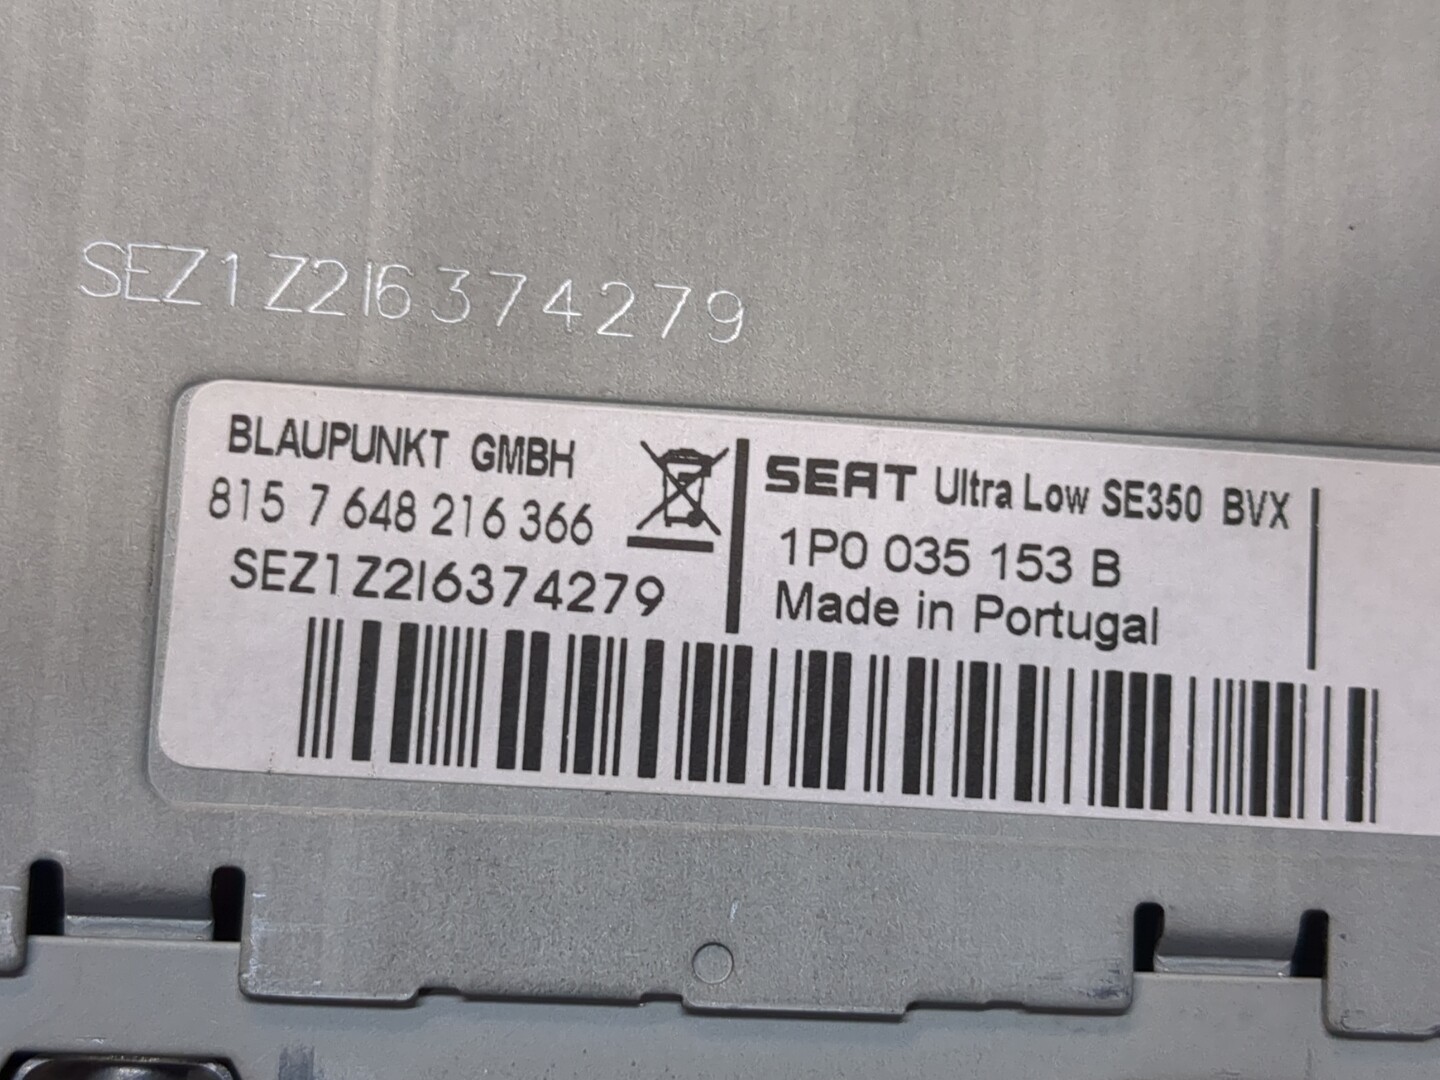 SEZ1Z2I6374279
BLAUPUNKT GMBH
815 7 648 216 366
SEZ1Z2I6374279
SEAT Ultra Low SE350 BVX
1P0 035 153 B
Made in Portugal